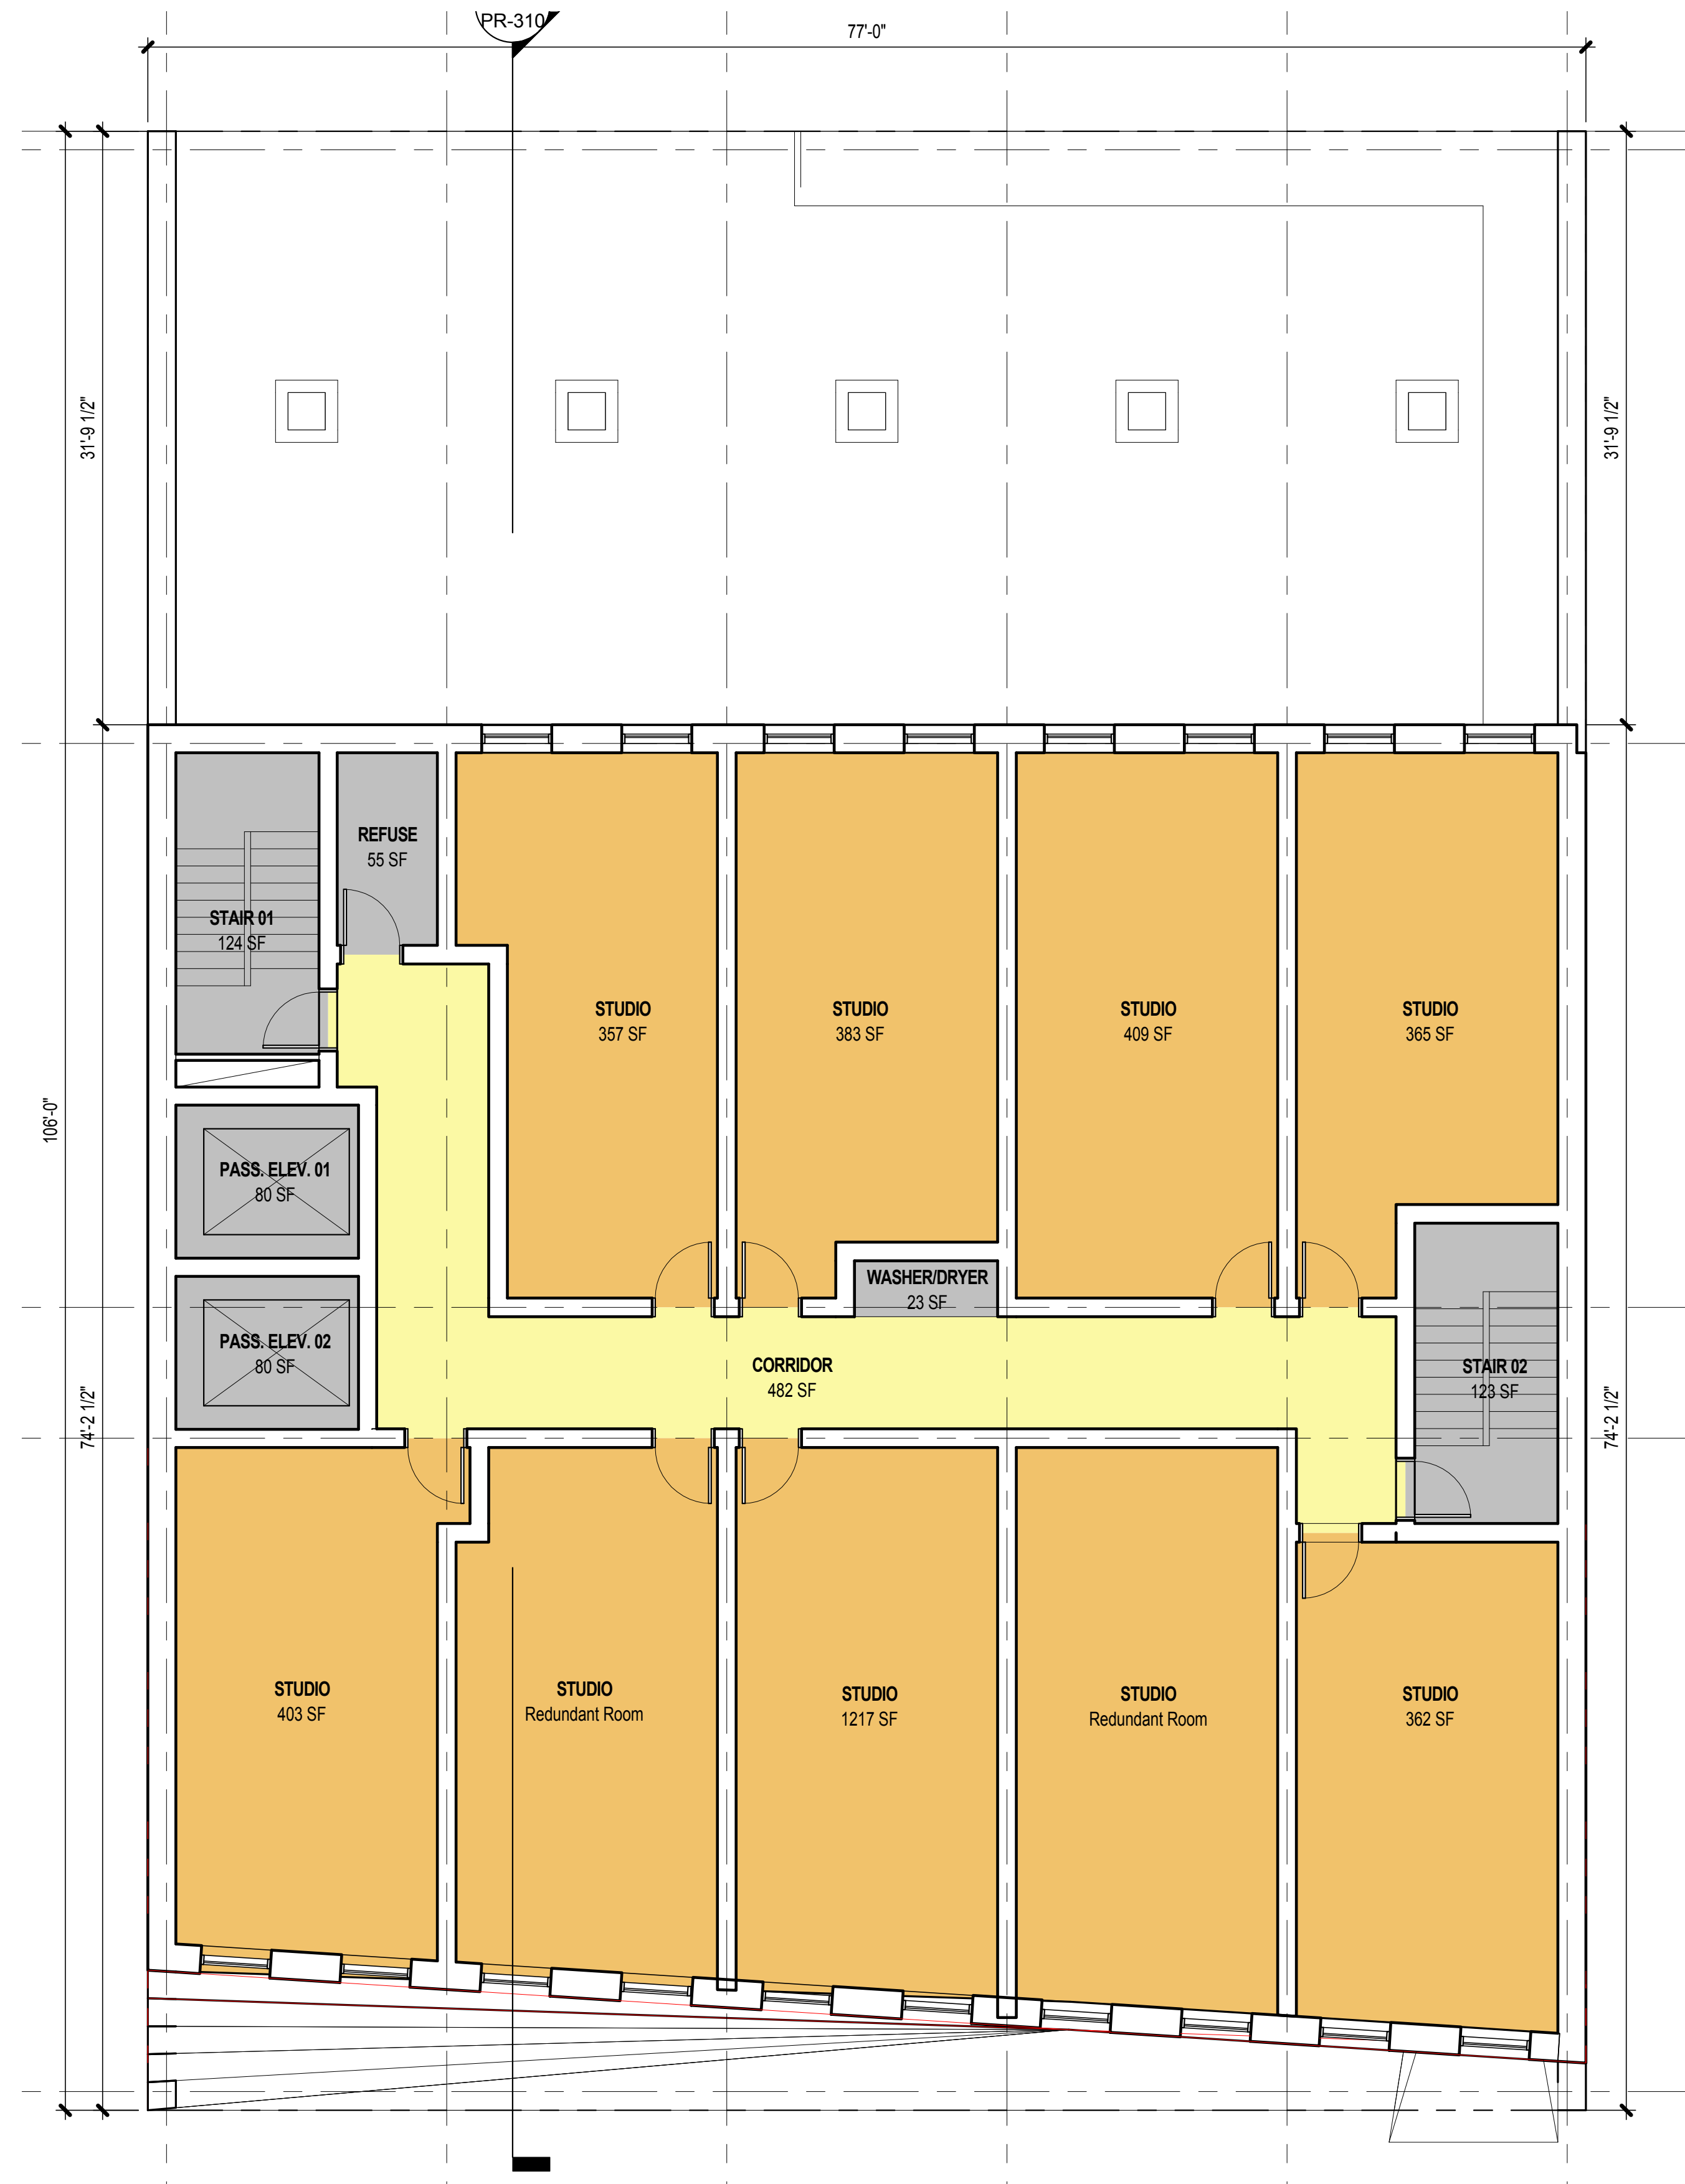 PR-310
77'-0"
31'-9 1/2"
31'-9 1/2"
REFUSE
55 SF
STAIR 01
124 SF
STUDIO
357 SF
STUDIO
383 SF
STUDIO
409 SF
STUDIO
365 SF
106'-0"
PASS. ELEV. 01
80 SF
WASHER/DRYER
23 SF
PASS. ELEV. 02
80 SF
CORRIDOR
482 SF
STAIR 02
123 SF
74'-2 1/2"
74'-2 1/2"
STUDIO
403 SF
STUDIO
Redundant Room
STUDIO
1217 SF
STUDIO
Redundant Room
STUDIO
362 SF